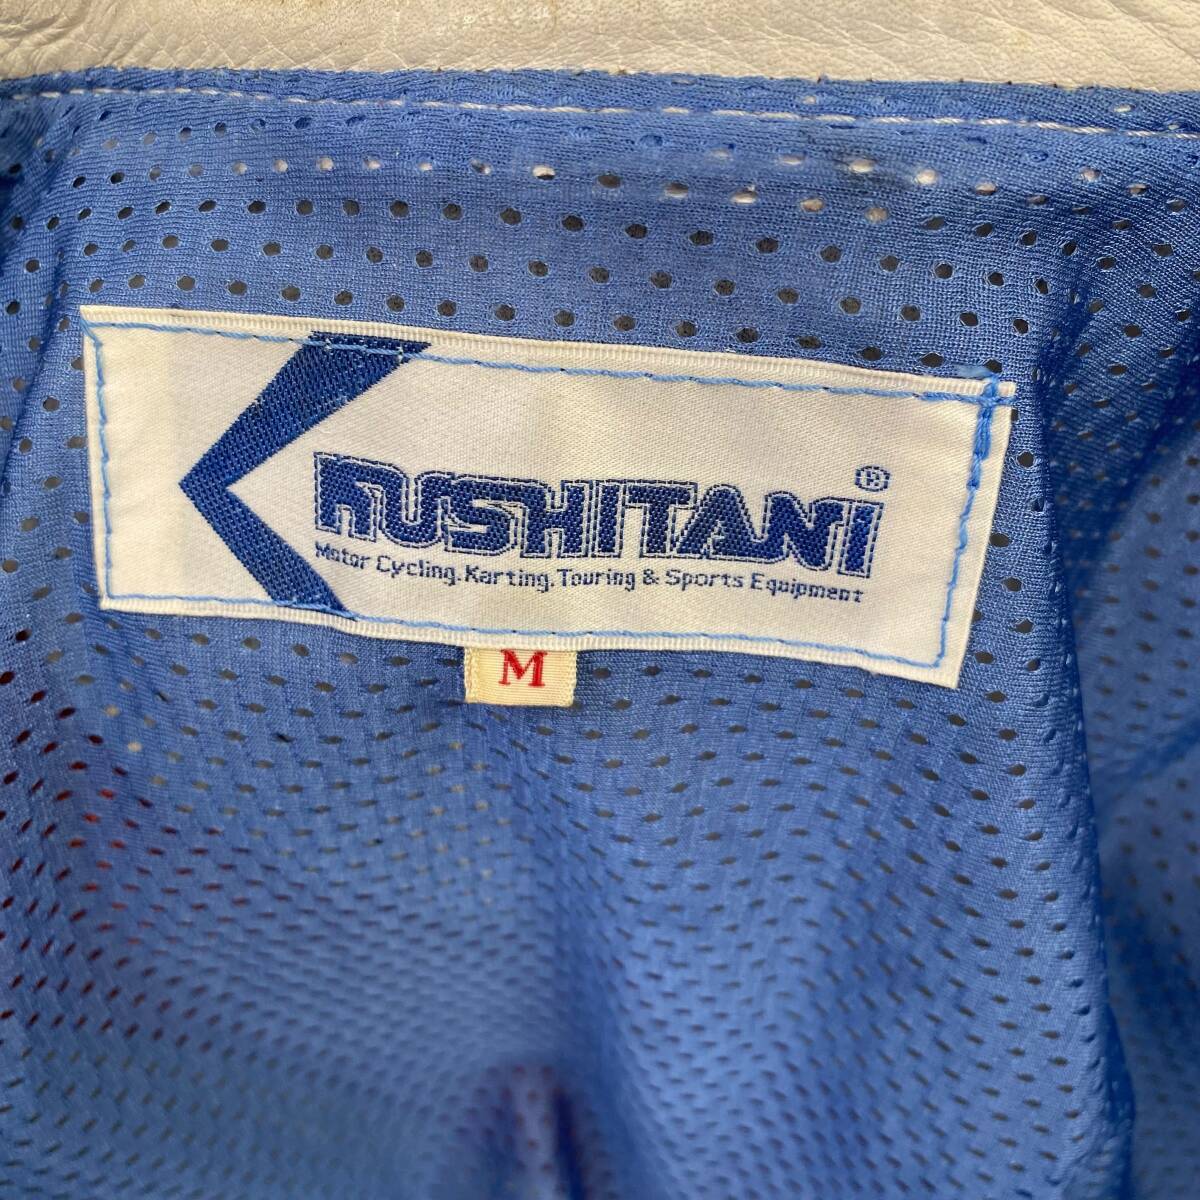 KUSHITANI®
Motor Cycling. Karting. Touring & Sports Equipment
M